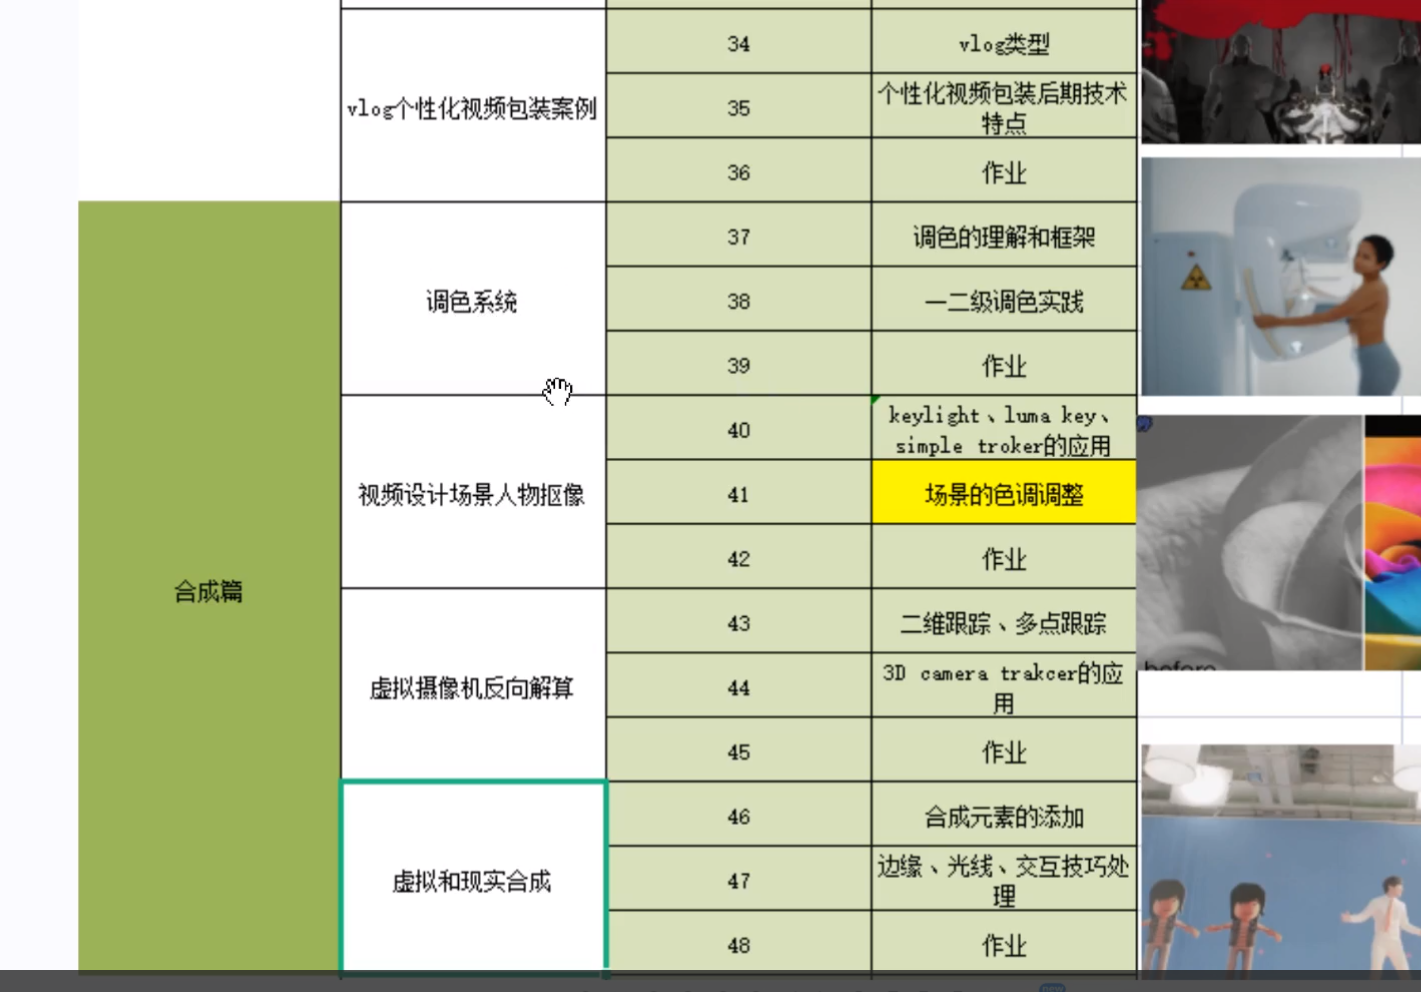 34
vlog类型
vlog个性化视频包装案例
35
个性化视频包装后期技术
特点
36
作业
37
调色的理解和框架
调色系统
38
一二级调色实践
39
作业
40
keylight、luma key、
simple troker的应用
视频设计场景人物抠像
41
场景的色调调整
42
作业
合成篇
43
二维跟踪、多点跟踪
虚拟摄像机反向解算
44
3D camera trakcer的应
用
45
作业
46
合成元素的添加
虚拟和现实合成
47
边缘、光线、交互技巧处
理
48
作业
before
new